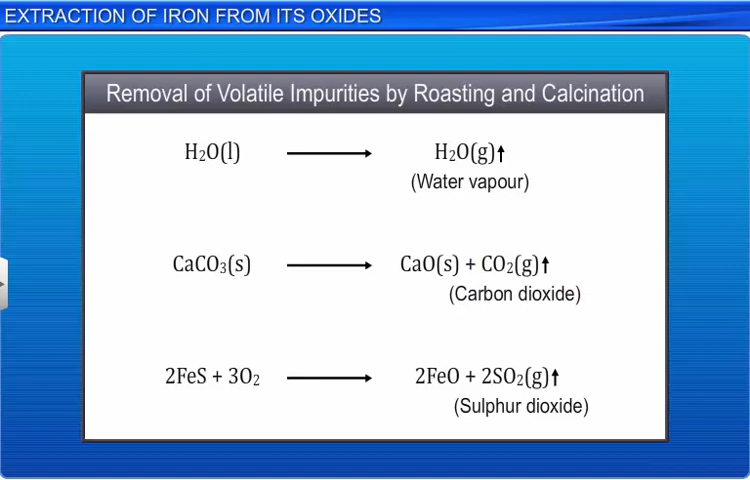 EXTRACTION OF IRON FROM ITS OXIDES
Removal of Volatile Impurities by Roasting and Calcination
H₂O(l) ⟶ H₂O(g)↑
(Water vapour)
CaCO₃(s) ⟶ CaO(s) + CO₂(g)↑
(Carbon dioxide)
2FeS + 3O₂ ⟶ 2FeO + 2SO₂(g)↑
(Sulphur dioxide)